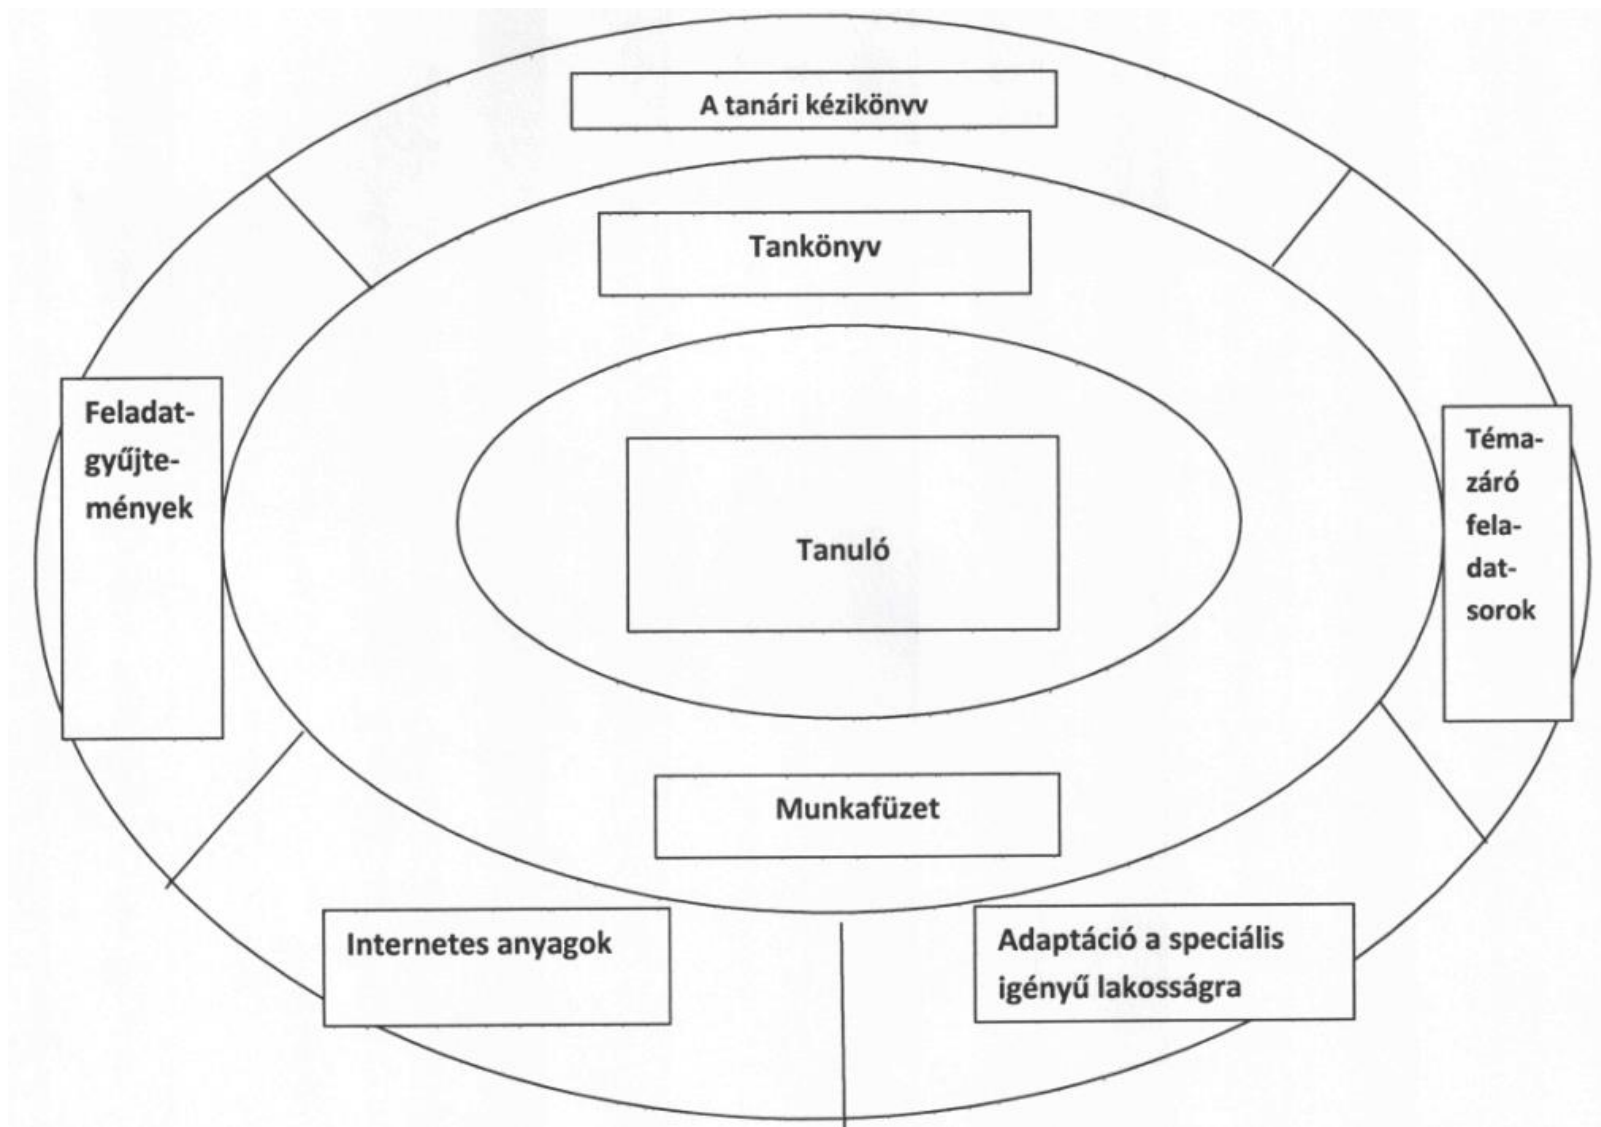 A tanári kézikönyv
Tankönyv
Feladat-
gyűjte-
mények
Téma-
záró
fela-
dat-
sorok
Tanuló
Munkafüzet
Internetes anyagok
Adaptáció a speciális
igényű lakosságra